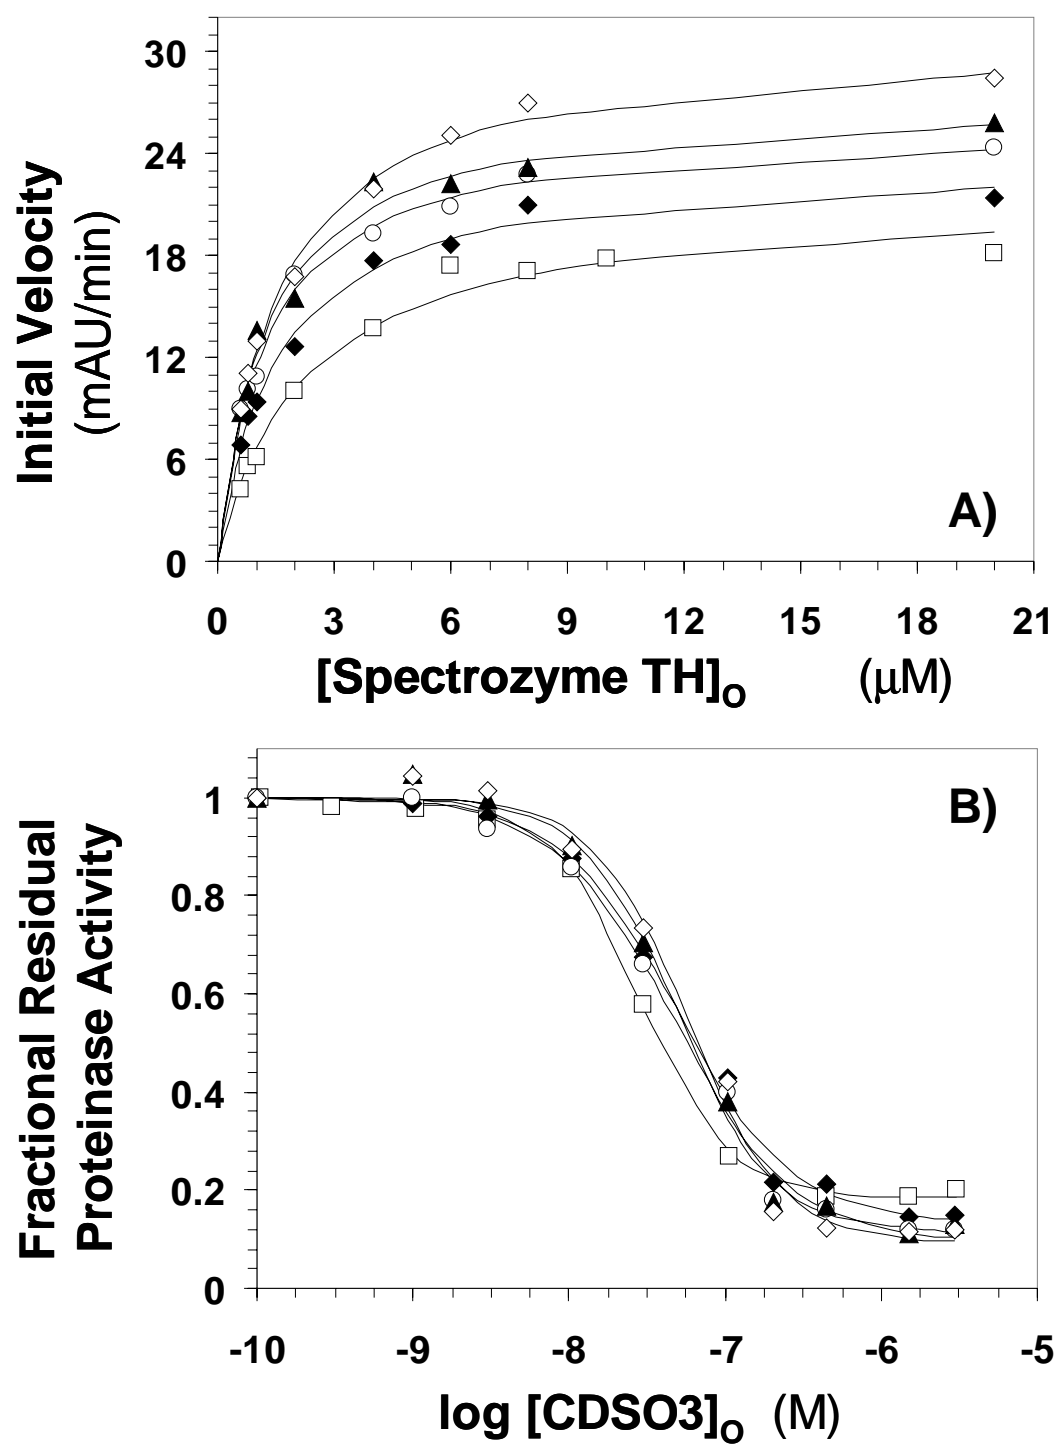 30
24
18
12
6
0
Initial Velocity
(mAU/min)
A)
0 3 6 9 12 15 18 21
[Spectrozyme TH]O (μM)
1
0.8
0.6
0.4
0.2
0
Fractional Residual
Proteinase Activity
B)
-10 -9 -8 -7 -6 -5
log [CDSO3]O (M)